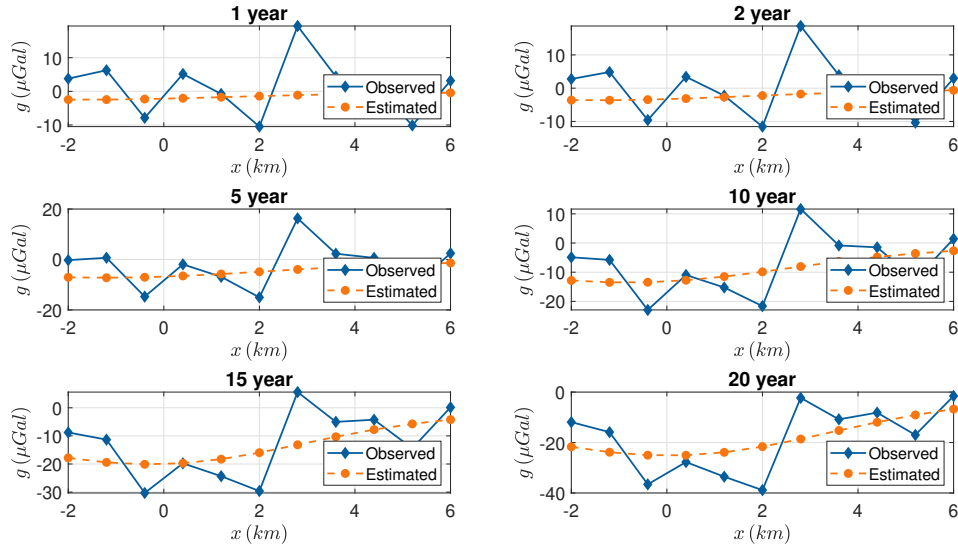 1 year
10
0
-10
g (μGal)
Observed
Estimated
-2 0 2 4 6
x (km)
2 year
10
0
-10
g (μGal)
Observed
Estimated
-2 0 2 4 6
x (km)
5 year
20
0
-20
g (μGal)
Observed
Estimated
-2 0 2 4 6
x (km)
10 year
10
0
-10
-20
g (μGal)
Observed
Estimated
-2 0 2 4 6
x (km)
15 year
0
-10
-20
-30
g (μGal)
Observed
Estimated
-2 0 2 4 6
x (km)
20 year
0
-20
-40
g (μGal)
Observed
Estimated
-2 0 2 4 6
x (km)